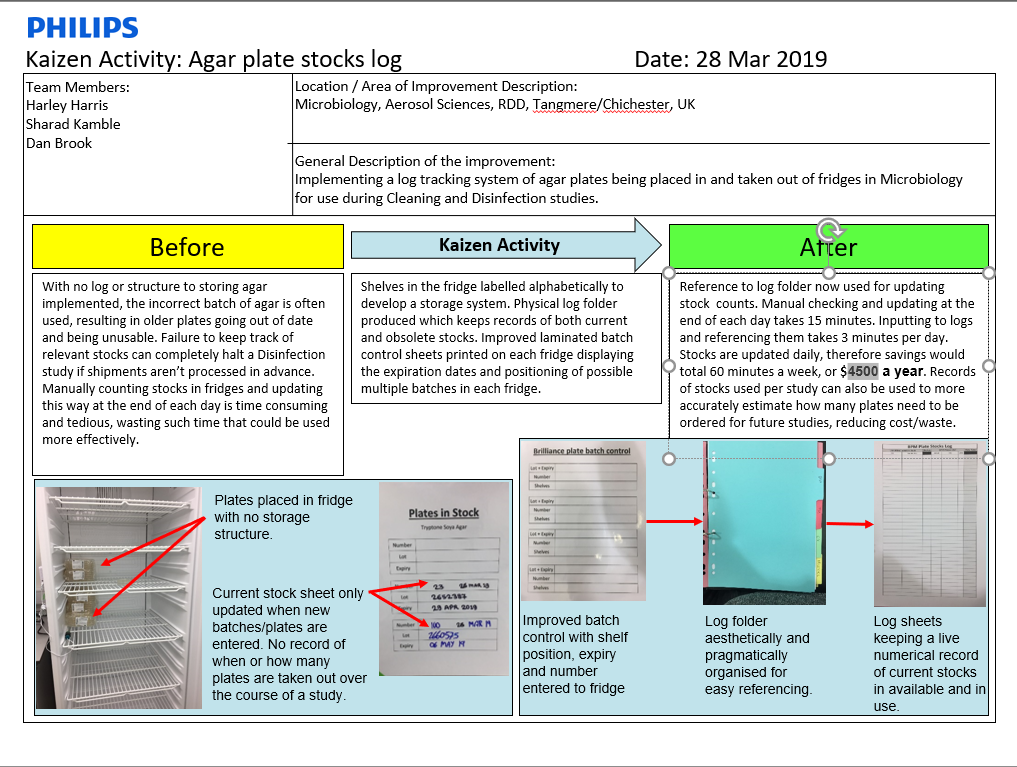 PHILIPS
Kaizen Activity: Agar plate stocks log
Date: 28 Mar 2019
Team Members:
Harley Harris
Sharad Kamble
Dan Brook
Location / Area of Improvement Description:
Microbiology, Aerosol Sciences, RDD, Tangmere/Chichester, UK
General Description of the improvement:
Implementing a log tracking system of agar plates being placed in and taken out of fridges in Microbiology
for use during Cleaning and Disinfection studies.
Before
Kaizen Activity
After
With no log or structure to storing agar
implemented, the incorrect batch of agar is often
used, resulting in older plates going out of date
and being unusable. Failure to keep track of
relevant stocks can completely halt a Disinfection
study if shipments aren't processed in advance.
Manually counting stocks in fridges and updating
this way at the end of each day is time consuming
and tedious, wasting such time that could be used
more effectively.
Shelves in the fridge labelled alphabetically to
develop a storage system. Physical log folder
produced which keeps records of both current
and obsolete stocks. Improved laminated batch
control sheets printed on each fridge displaying
the expiration dates and positioning of possible
multiple batches in each fridge.
Reference to log folder now used for updating
stock counts. Manual checking and updating at the
end of each day takes 15 minutes. Inputting to logs
and referencing them takes 3 minutes per day.
Stocks are updated daily, therefore savings would
total 60 minutes a week, or $4500 a year. Records
of stocks used per study can also be used to more
accurately estimate how many plates need to be
ordered for future studies, reducing cost/waste.
Plates placed in fridge
with no storage
structure.
Current stock sheet only
updated when new
batches/plates are
entered. No record of
when or how many
plates are taken out over
the course of a study.
Plates in Stock
Tryptone Soya Agar
Number
Lot
Expiry
23 26 MAR 19
Lot 2652387
29 APR 2019
Number 100 26 MAR 19
Lot 2660575
Expiry 06 MAY 19
Brilliance plate batch control
Lot + Expiry
Number
Shelves
Lot + Expiry
Number
Shelves
Lot + Expiry
Number
Shelves
Lot + Expiry
Number
Shelves
Plate Stocks Log
Improved batch
control with shelf
position, expiry
and number
entered to fridge
Log folder
aesthetically and
pragmatically
organised for
easy referencing.
Log sheets
keeping a live
numerical record
of current stocks
in available and in
use.